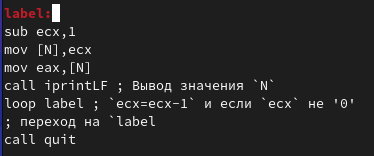 label:
sub ecx,1
mov [N],ecx
mov eax,[N]
call iprintLF ; Вывод значения `N`
loop label ; `ecx=ecx-1` и если `ecx` не '0'
; переход на `label
call quit